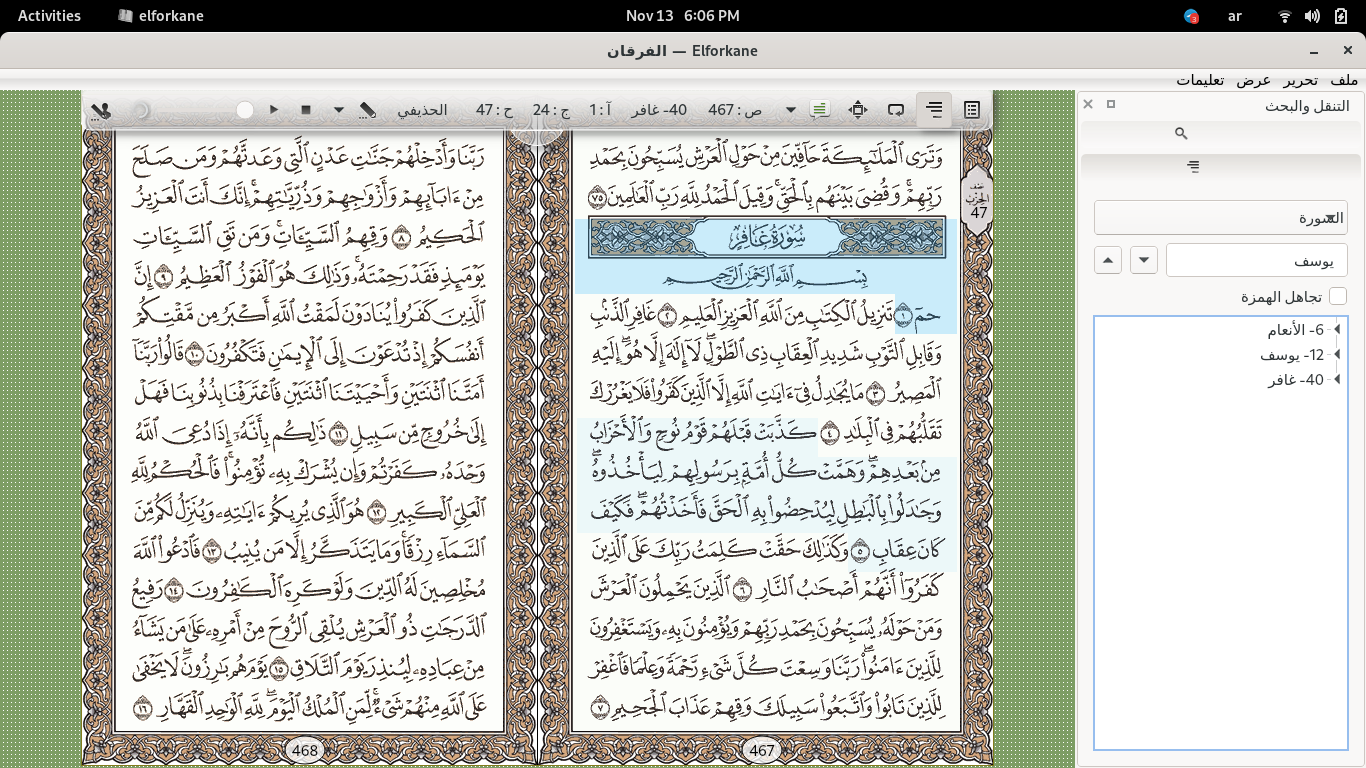 Activities
elforkane
Nov 13 6:06 PM
3
ar
Elforkane — الفرقان
ملف تحرير عرض تعليمات
التنقل والبحث
السورة
يوسف
تجاهل الهمزة
6- الأنعام
12- يوسف
40- غافر
ص : 467
40- غافر
آ : 1
ج : 24
ح : 47
الحذيفي
وَتَرَى ٱلْمَلَـٰٓئِكَةَ حَآفِّينَ مِنْ حَوْلِ ٱلْعَرْشِ يُسَبِّحُونَ بِحَمْدِ
رَبِّهِمْ ۖ وَقُضِىَ بَيْنَهُم بِٱلْحَقِّ وَقِيلَ ٱلْحَمْدُ لِلَّهِ رَبِّ ٱلْعَـٰلَمِينَ ٧٥
نصف الحزب
47
سُورَةُ غَافِرٍ
بِسْمِ ٱللَّهِ ٱلرَّحْمَـٰنِ ٱلرَّحِيمِ
حمٓ ١ تَنزِيلُ ٱلْكِتَـٰبِ مِنَ ٱللَّهِ ٱلْعَزِيزِ ٱلْعَلِيمِ ٢ غَافِرِ ٱلذَّنۢبِ
وَقَابِلِ ٱلتَّوْبِ شَدِيدِ ٱلْعِقَابِ ذِى ٱلطَّوْلِ ۖ لَآ إِلَـٰهَ إِلَّا هُوَ ۖ إِلَيْهِ
ٱلْمَصِيرُ ٣ مَا يُجَـٰدِلُ فِىٓ ءَايَـٰتِ ٱللَّهِ إِلَّا ٱلَّذِينَ كَفَرُوا۟ فَلَا يَغْرُرْكَ
تَقَلُّبُهُمْ فِى ٱلْبِلَـٰدِ ٤ كَذَّبَتْ قَبْلَهُمْ قَوْمُ نُوحٍ وَٱلْأَحْزَابُ
مِنۢ بَعْدِهِمْ ۖ وَهَمَّتْ كُلُّ أُمَّةٍۭ بِرَسُولِهِمْ لِيَأْخُذُوهُ ۖ
وَجَـٰدَلُوا۟ بِٱلْبَـٰطِلِ لِيُدْحِضُوا۟ بِهِ ٱلْحَقَّ فَأَخَذْتُهُمْ ۖ فَكَيْفَ
كَانَ عِقَابِ ٥ وَكَذَٰلِكَ حَقَّتْ كَلِمَتُ رَبِّكَ عَلَى ٱلَّذِينَ
كَفَرُوٓا۟ أَنَّهُمْ أَصْحَـٰبُ ٱلنَّارِ ٦ ٱلَّذِينَ يَحْمِلُونَ ٱلْعَرْشَ
وَمَنْ حَوْلَهُۥ يُسَبِّحُونَ بِحَمْدِ رَبِّهِمْ وَيُؤْمِنُونَ بِهِۦ وَيَسْتَغْفِرُونَ
لِلَّذِينَ ءَامَنُوا۟ ۖ رَبَّنَا وَسِعْتَ كُلَّ شَىْءٍ رَّحْمَةً وَعِلْمًا فَٱغْفِرْ
لِلَّذِينَ تَابُوا۟ وَٱتَّبَعُوا۟ سَبِيلَكَ وَقِهِمْ عَذَابَ ٱلْجَحِيمِ ٧
467
رَبَّنَا وَأَدْخِلْهُمْ جَنَّـٰتِ عَدْنٍ ٱلَّتِى وَعَدتَّهُمْ وَمَن صَلَحَ
مِنْ ءَابَآئِهِمْ وَأَزْوَٰجِهِمْ وَذُرِّيَّـٰتِهِمْ ۚ إِنَّكَ أَنتَ ٱلْعَزِيزُ
ٱلْحَكِيمُ ٨ وَقِهِمُ ٱلسَّيِّـَٔاتِ ۚ وَمَن تَقِ ٱلسَّيِّـَٔاتِ
يَوْمَئِذٍ فَقَدْ رَحِمْتَهُۥ ۚ وَذَٰلِكَ هُوَ ٱلْفَوْزُ ٱلْعَظِيمُ ٩ إِنَّ
ٱلَّذِينَ كَفَرُوا۟ يُنَادَوْنَ لَمَقْتُ ٱللَّهِ أَكْبَرُ مِن مَّقْتِكُمْ
أَنفُسَكُمْ إِذْ تُدْعَوْنَ إِلَى ٱلْإِيمَـٰنِ فَتَكْفُرُونَ ١٠ قَالُوا۟ رَبَّنَآ
أَمَتَّنَا ٱثْنَتَيْنِ وَأَحْيَيْتَنَا ٱثْنَتَيْنِ فَٱعْتَرَفْنَا بِذُنُوبِنَا فَهَلْ
إِلَىٰ خُرُوجٍ مِّن سَبِيلٍ ١١ ذَٰلِكُم بِأَنَّهُۥٓ إِذَا دُعِىَ ٱللَّهُ
وَحْدَهُۥ كَفَرْتُمْ ۖ وَإِن يُشْرَكْ بِهِۦ تُؤْمِنُوا۟ ۚ فَٱلْحُكْمُ لِلَّهِ
ٱلْعَلِىِّ ٱلْكَبِيرِ ١٢ هُوَ ٱلَّذِى يُرِيكُمْ ءَايَـٰتِهِۦ وَيُنَزِّلُ لَكُم مِّنَ
ٱلسَّمَآءِ رِزْقًا ۚ وَمَا يَتَذَكَّرُ إِلَّا مَن يُنِيبُ ١٣ فَٱدْعُوا۟ ٱللَّهَ
مُخْلِصِينَ لَهُ ٱلدِّينَ وَلَوْ كَرِهَ ٱلْكَـٰفِرُونَ ١٤ رَفِيعُ
ٱلدَّرَجَـٰتِ ذُو ٱلْعَرْشِ يُلْقِى ٱلرُّوحَ مِنْ أَمْرِهِۦ عَلَىٰ مَن يَشَآءُ
مِنْ عِبَادِهِۦ لِيُنذِرَ يَوْمَ ٱلتَّلَاقِ ١٥ يَوْمَ هُم بَـٰرِزُونَ ۖ لَا يَخْفَىٰ
عَلَى ٱللَّهِ مِنْهُمْ شَىْءٌ ۚ لِّمَنِ ٱلْمُلْكُ ٱلْيَوْمَ ۖ لِلَّهِ ٱلْوَٰحِدِ ٱلْقَهَّارِ ١٦
468